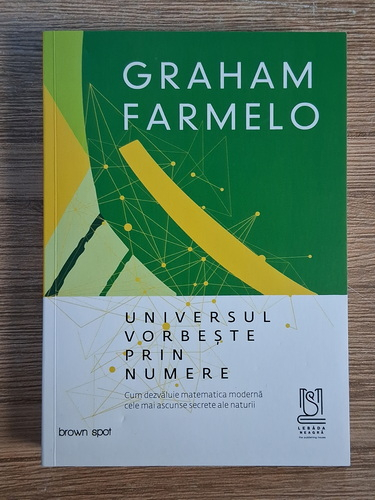 GRAHAM
FARMELO
UNIVERSUL
VORBEȘTE
PRIN
NUMERE
Cum dezvăluie matematica modernă
cele mai ascunse secrete ale naturii
brown spot
LEBĂDA
NEAGRĂ